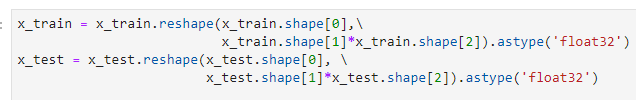 x_train = x_train.reshape(x_train.shape[0],\
x_train.shape[1]*x_train.shape[2]).astype('float32')
x_test = x_test.reshape(x_test.shape[0], \
x_test.shape[1]*x_test.shape[2]).astype('float32')